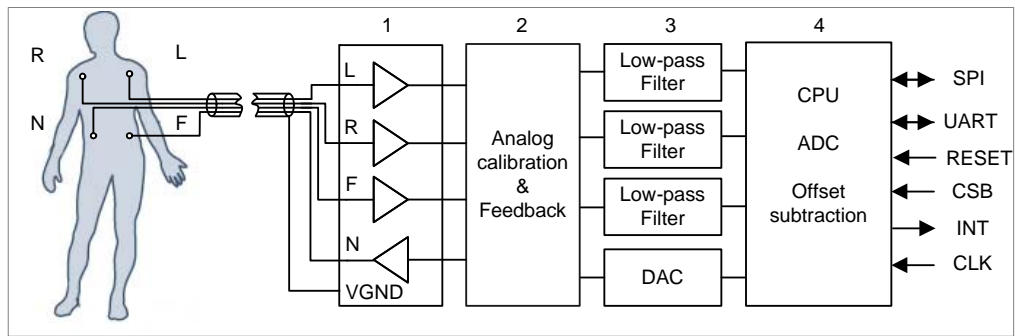 1 2 3 4
R L
N F
L
R
F
N
VGND
Analog
calibration
&
Feedback
Low-pass
Filter
Low-pass
Filter
Low-pass
Filter
DAC
CPU
ADC
Offset
subtraction
SPI
UART
RESET
CSB
INT
CLK